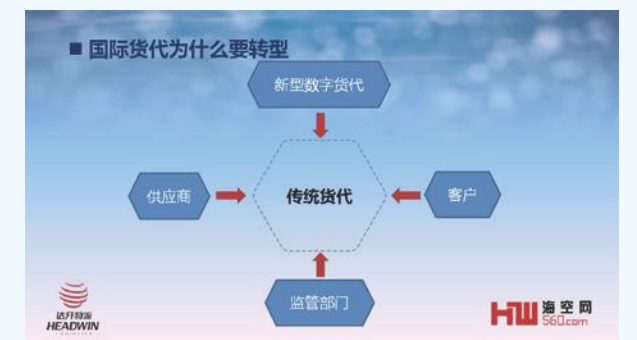 ■ 国际货代为什么要转型
新型数字货代
供应商
传统货代
客户
监管部门
达升物流
HEADWIN
LOGISTICS
HW 海空网
560.com